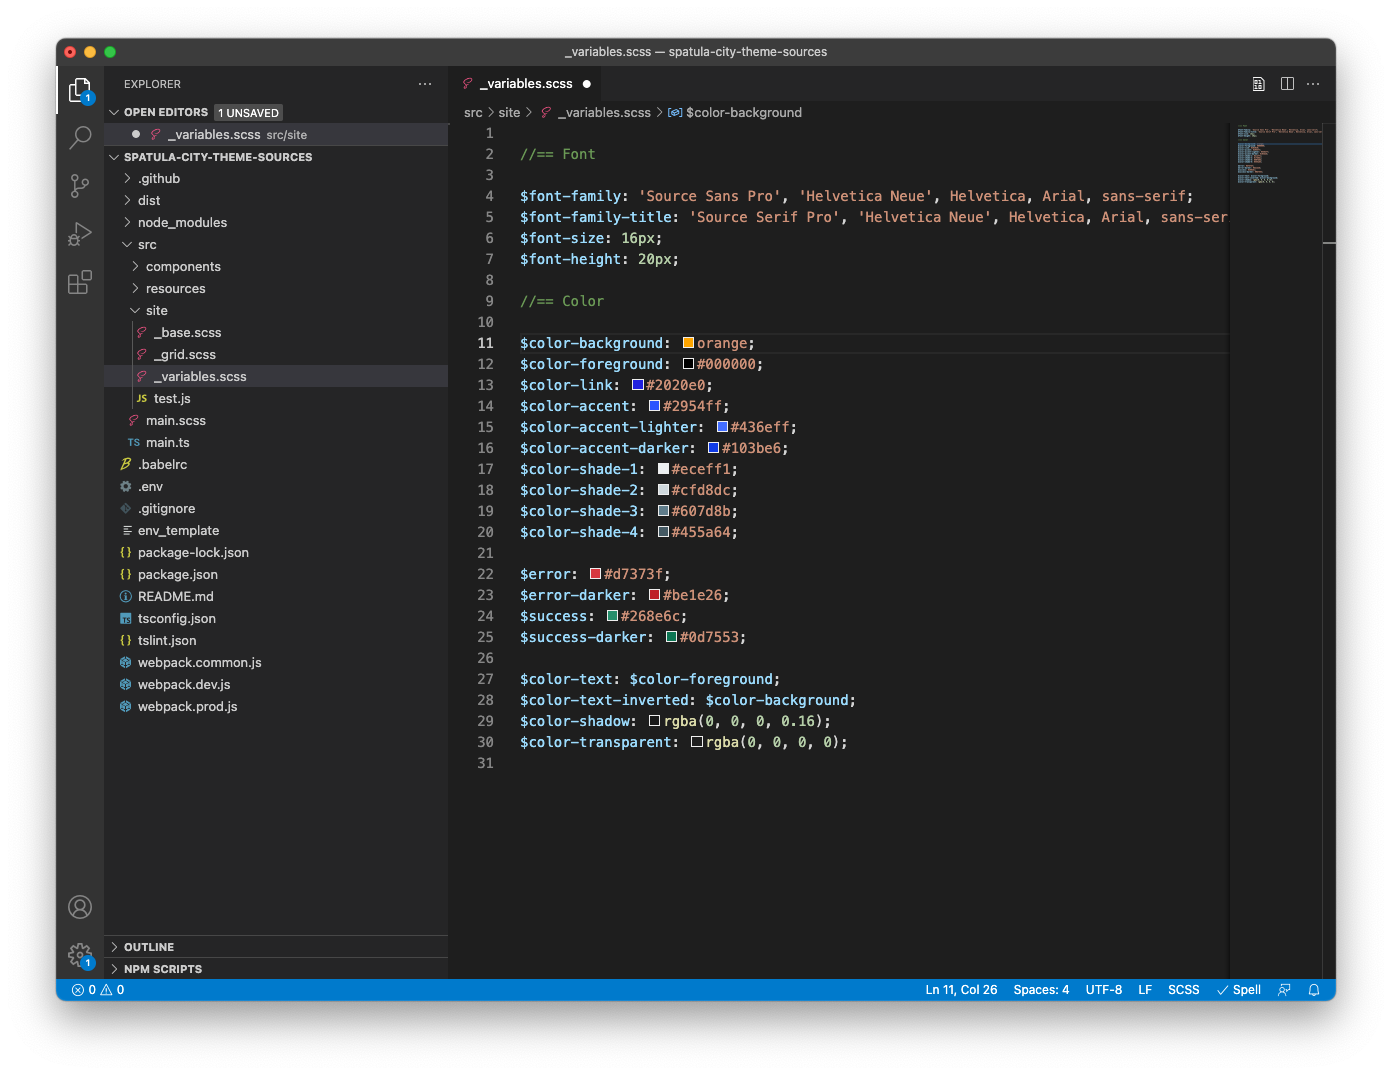 _variables.scss — spatula-city-theme-sources
EXPLORER
OPEN EDITORS 1 UNSAVED
_variables.scss src/site
SPATULA-CITY-THEME-SOURCES
.github
dist
node_modules
src
components
resources
site
_base.scss
_grid.scss
_variables.scss
JS test.js
main.scss
TS main.ts
.babelrc
.env
.gitignore
env_template
{} package-lock.json
{} package.json
README.md
TS tsconfig.json
{} tslint.json
webpack.common.js
webpack.dev.js
webpack.prod.js
OUTLINE
NPM SCRIPTS
1
1
_variables.scss
src > site > _variables.scss > $color-background
1
2 //== Font
3
4 $font-family: 'Source Sans Pro', 'Helvetica Neue', Helvetica, Arial, sans-serif;
5 $font-family-title: 'Source Serif Pro', 'Helvetica Neue', Helvetica, Arial, sans-ser
6 $font-size: 16px;
7 $font-height: 20px;
8
9 //== Color
10
11 $color-background: orange;
12 $color-foreground: #000000;
13 $color-link: #2020e0;
14 $color-accent: #2954ff;
15 $color-accent-lighter: #436eff;
16 $color-accent-darker: #103be6;
17 $color-shade-1: #eceff1;
18 $color-shade-2: #cfd8dc;
19 $color-shade-3: #607d8b;
20 $color-shade-4: #455a64;
21
22 $error: #d7373f;
23 $error-darker: #be1e26;
24 $success: #268e6c;
25 $success-darker: #0d7553;
26
27 $color-text: $color-foreground;
28 $color-text-inverted: $color-background;
29 $color-shadow: rgba(0, 0, 0, 0.16);
30 $color-transparent: rgba(0, 0, 0, 0);
31
0 0 Ln 11, Col 26 Spaces: 4 UTF-8 LF SCSS Spell